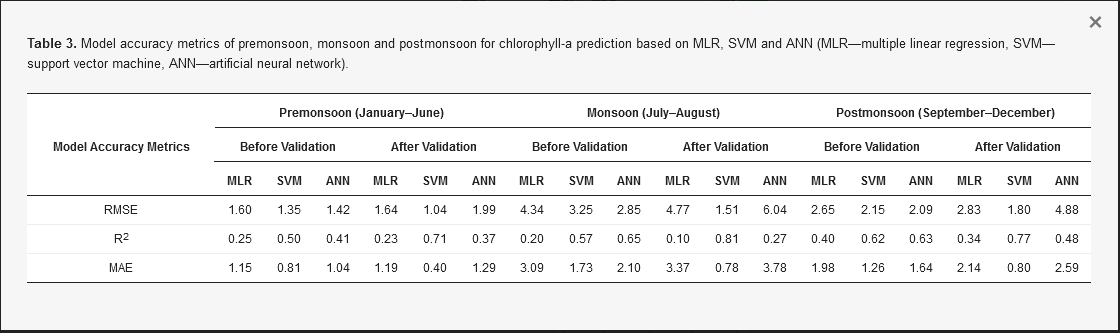 ×
Table 3. Model accuracy metrics of premonsoon, monsoon and postmonsoon for chlorophyll-a prediction based on MLR, SVM and ANN (MLR—multiple linear regression, SVM—
support vector machine, ANN—artificial neural network).
Premonsoon (January–June) Monsoon (July–August) Postmonsoon (September–December)
Model Accuracy Metrics Before Validation After Validation Before Validation After Validation Before Validation After Validation
MLR SVM ANN MLR SVM ANN MLR SVM ANN MLR SVM ANN MLR SVM ANN MLR SVM ANN
RMSE 1.60 1.35 1.42 1.64 1.04 1.99 4.34 3.25 2.85 4.77 1.51 6.04 2.65 2.15 2.09 2.83 1.80 4.88
R2 0.25 0.50 0.41 0.23 0.71 0.37 0.20 0.57 0.65 0.10 0.81 0.27 0.40 0.62 0.63 0.34 0.77 0.48
MAE 1.15 0.81 1.04 1.19 0.40 1.29 3.09 1.73 2.10 3.37 0.78 3.78 1.98 1.26 1.64 2.14 0.80 2.59